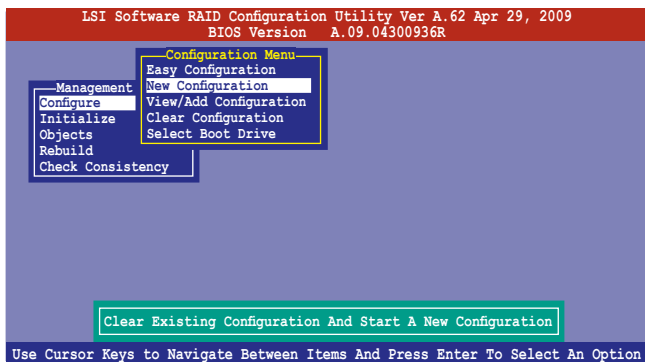 LSI Software RAID Configuration Utility Ver A.62 Apr 29, 2009
BIOS Version A.09.04300936R
Configuration Menu
Easy Configuration
New Configuration
View/Add Configuration
Clear Configuration
Select Boot Drive
Management
Configure
Initialize
Objects
Rebuild
Check Consistency
Clear Existing Configuration And Start A New Configuration
Use Cursor Keys to Navigate Between Items And Press Enter To Select An Option